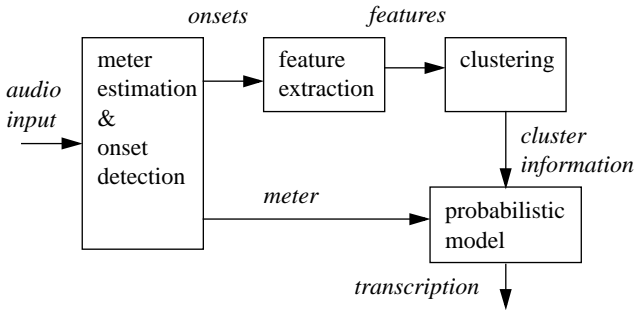 onsets
features
audio
input
meter
estimation
&
onset
detection
feature
extraction
clustering
cluster
information
meter
probabilistic
model
transcription